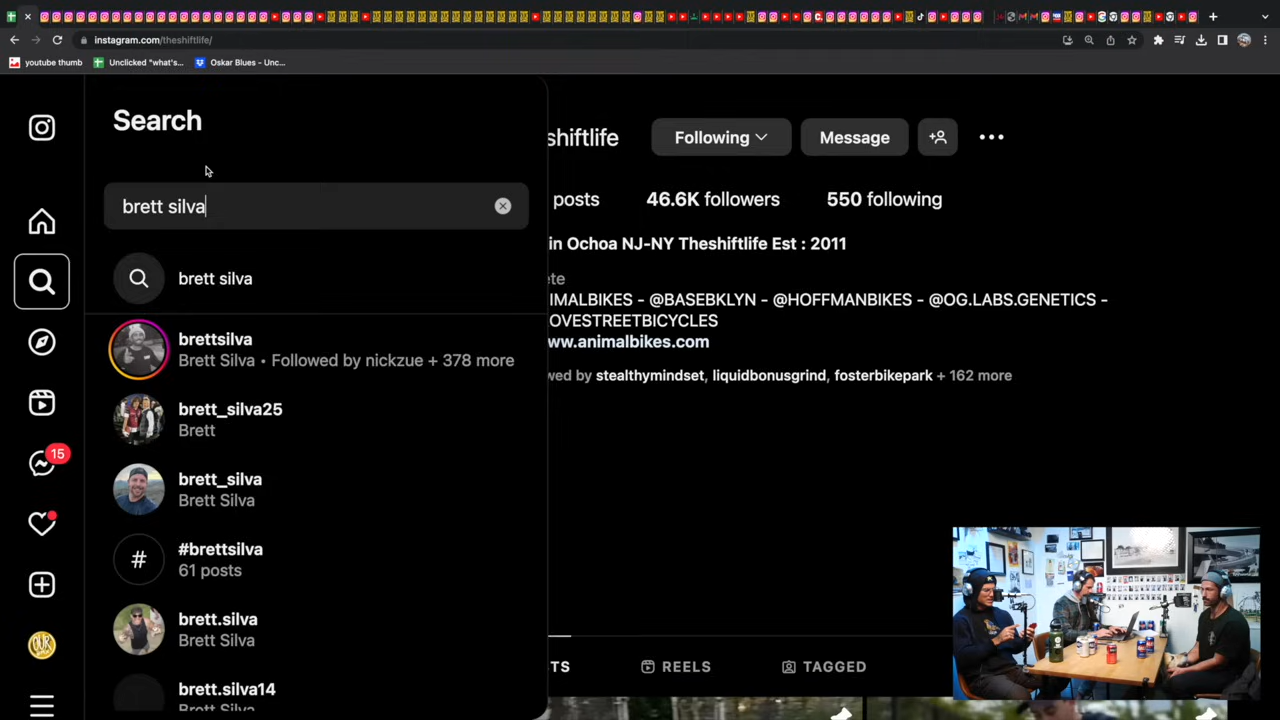 instagram.com/theshiftlife/
youtube thumb
Unclicked "what's...
Oskar Blues - Unc...
Search
brett silva
brett silva
brettsilva
Brett Silva • Followed by nickzue + 378 more
brett_silva25
Brett
brett_silva
Brett Silva
#
#brettsilva
61 posts
brett.silva
Brett Silva
brett.silva14
Brett Silva
15
OUR
shiftlife
Following
Message
posts
46.6K followers
550 following
in Ochoa NJ-NY Theshiftlife Est : 2011
ete
IMALBIKES - @BASEBKLYN - @HOFFMANBIKES - @OG.LABS.GENETICS -
OVESTREETBICYCLES
ww.animalbikes.com
wed by stealthymindset, liquidbonusgrind, fosterbikepark + 162 more
TS
REELS
TAGGED